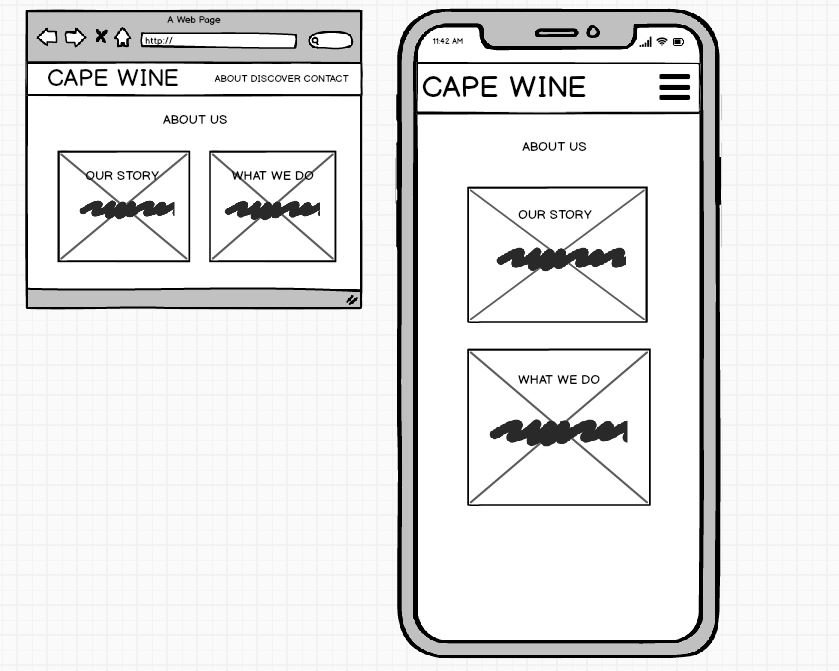 A Web Page
http://
CAPE WINE
ABOUT DISCOVER CONTACT
ABOUT US
OUR STORY
WHAT WE DO
11:42 AM
CAPE WINE
ABOUT US
OUR STORY
WHAT WE DO